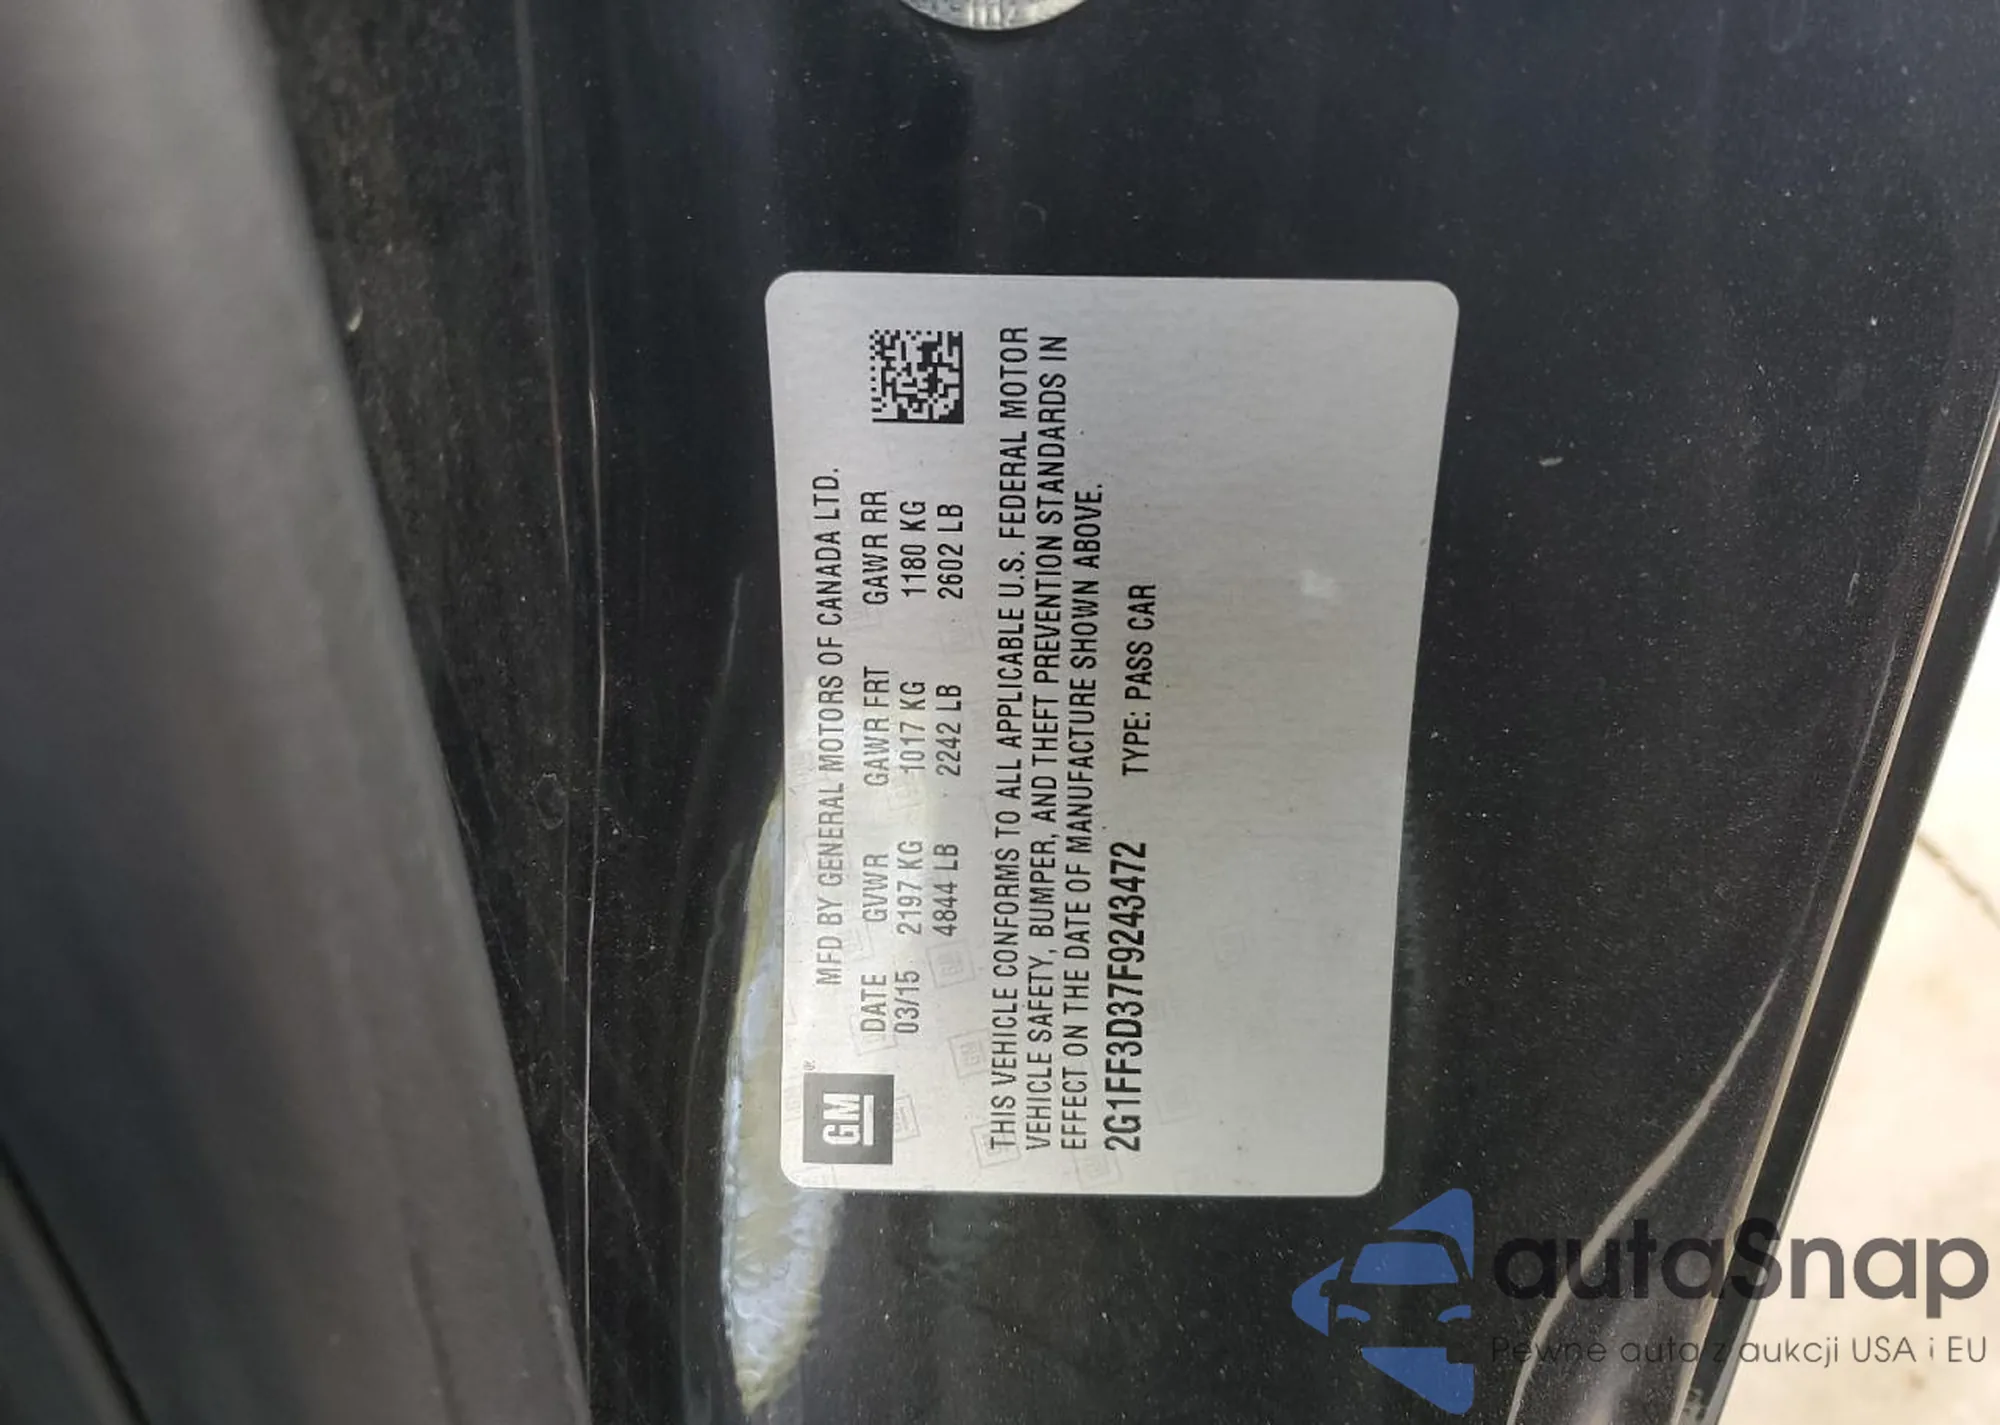 GM
MFD BY GENERAL MOTORS OF CANADA LTD.
DATE GVWR GAWR FRT GAWR RR
03/15 2197 KG 1017 KG 1180 KG
4844 LB 2242 LB 2602 LB
THIS VEHICLE CONFORMS TO ALL APPLICABLE U.S. FEDERAL MOTOR
VEHICLE SAFETY, BUMPER, AND THEFT PREVENTION STANDARDS IN
EFFECT ON THE DATE OF MANUFACTURE SHOWN ABOVE.
2G1FF3D37F9243472 TYPE: PASS CAR
autaSnap
Pewne auta z aukcji USA i EU